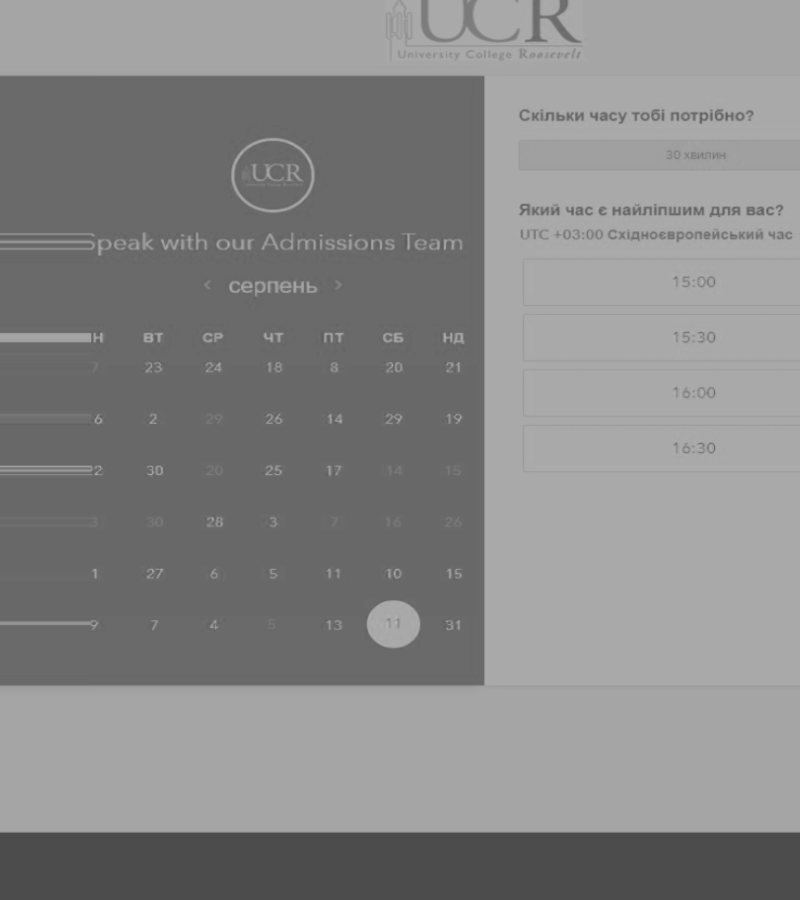 UCR
University College Roosevelt
UCR
Speak with our Admissions Team
< серпень >
Н ВТ СР ЧТ ПТ СБ НД
7 23 24 18 8 20 21
6 2 29 26 14 29 19
2 30 20 25 17 14 15
3 30 28 3 7 16 26
1 27 6 5 11 10 15
9 7 4 5 13 11 31
Скільки часу тобі потрібно?
30 хвилин
Який час є найліпшим для вас?
UTC +03:00 Східноєвропейський час
15:00
15:30
16:00
16:30